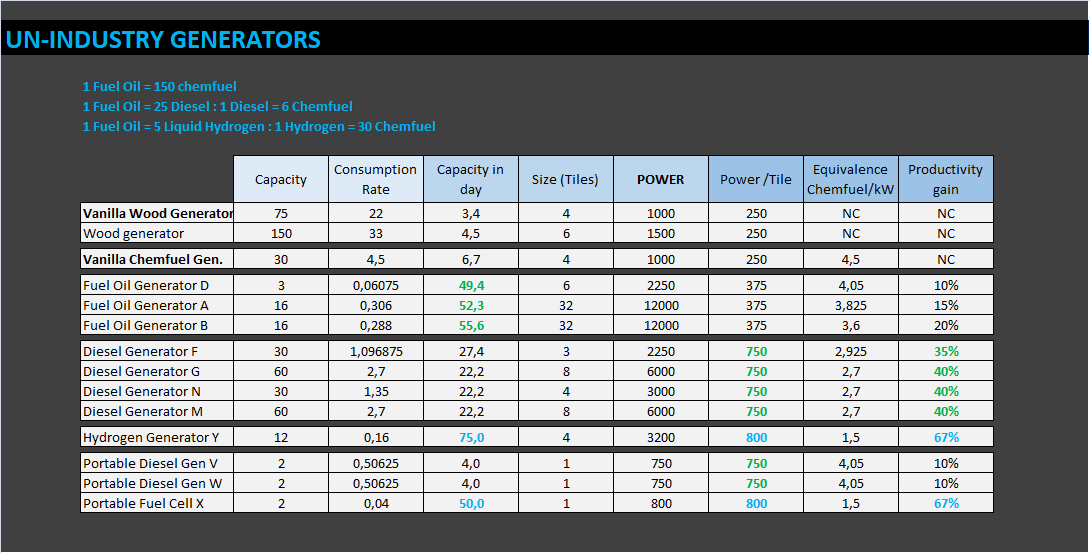 UN-INDUSTRY GENERATORS
1 Fuel Oil = 150 chemfuel
1 Fuel Oil = 25 Diesel : 1 Diesel = 6 Chemfuel
1 Fuel Oil = 5 Liquid Hydrogen : 1 Hydrogen = 30 Chemfuel
Capacity Consumption Rate Capacity in day Size (Tiles) POWER Power /Tile Equivalence Chemfuel/kW Productivity gain
Vanilla Wood Generator 75 22 3,4 4 1000 250 NC NC
Wood generator 150 33 4,5 6 1500 250 NC NC
Vanilla Chemfuel Gen. 30 4,5 6,7 4 1000 250 4,5 NC
Fuel Oil Generator D 3 0,06075 49,4 6 2250 375 4,05 10%
Fuel Oil Generator A 16 0,306 52,3 32 12000 375 3,825 15%
Fuel Oil Generator B 16 0,288 55,6 32 12000 375 3,6 20%
Diesel Generator F 30 1,096875 27,4 3 2250 750 2,925 35%
Diesel Generator G 60 2,7 22,2 8 6000 750 2,7 40%
Diesel Generator N 30 1,35 22,2 4 3000 750 2,7 40%
Diesel Generator M 60 2,7 22,2 8 6000 750 2,7 40%
Hydrogen Generator Y 12 0,16 75,0 4 3200 800 1,5 67%
Portable Diesel Gen V 2 0,50625 4,0 1 750 750 4,05 10%
Portable Diesel Gen W 2 0,50625 4,0 1 750 750 4,05 10%
Portable Fuel Cell X 2 0,04 50,0 1 800 800 1,5 67%